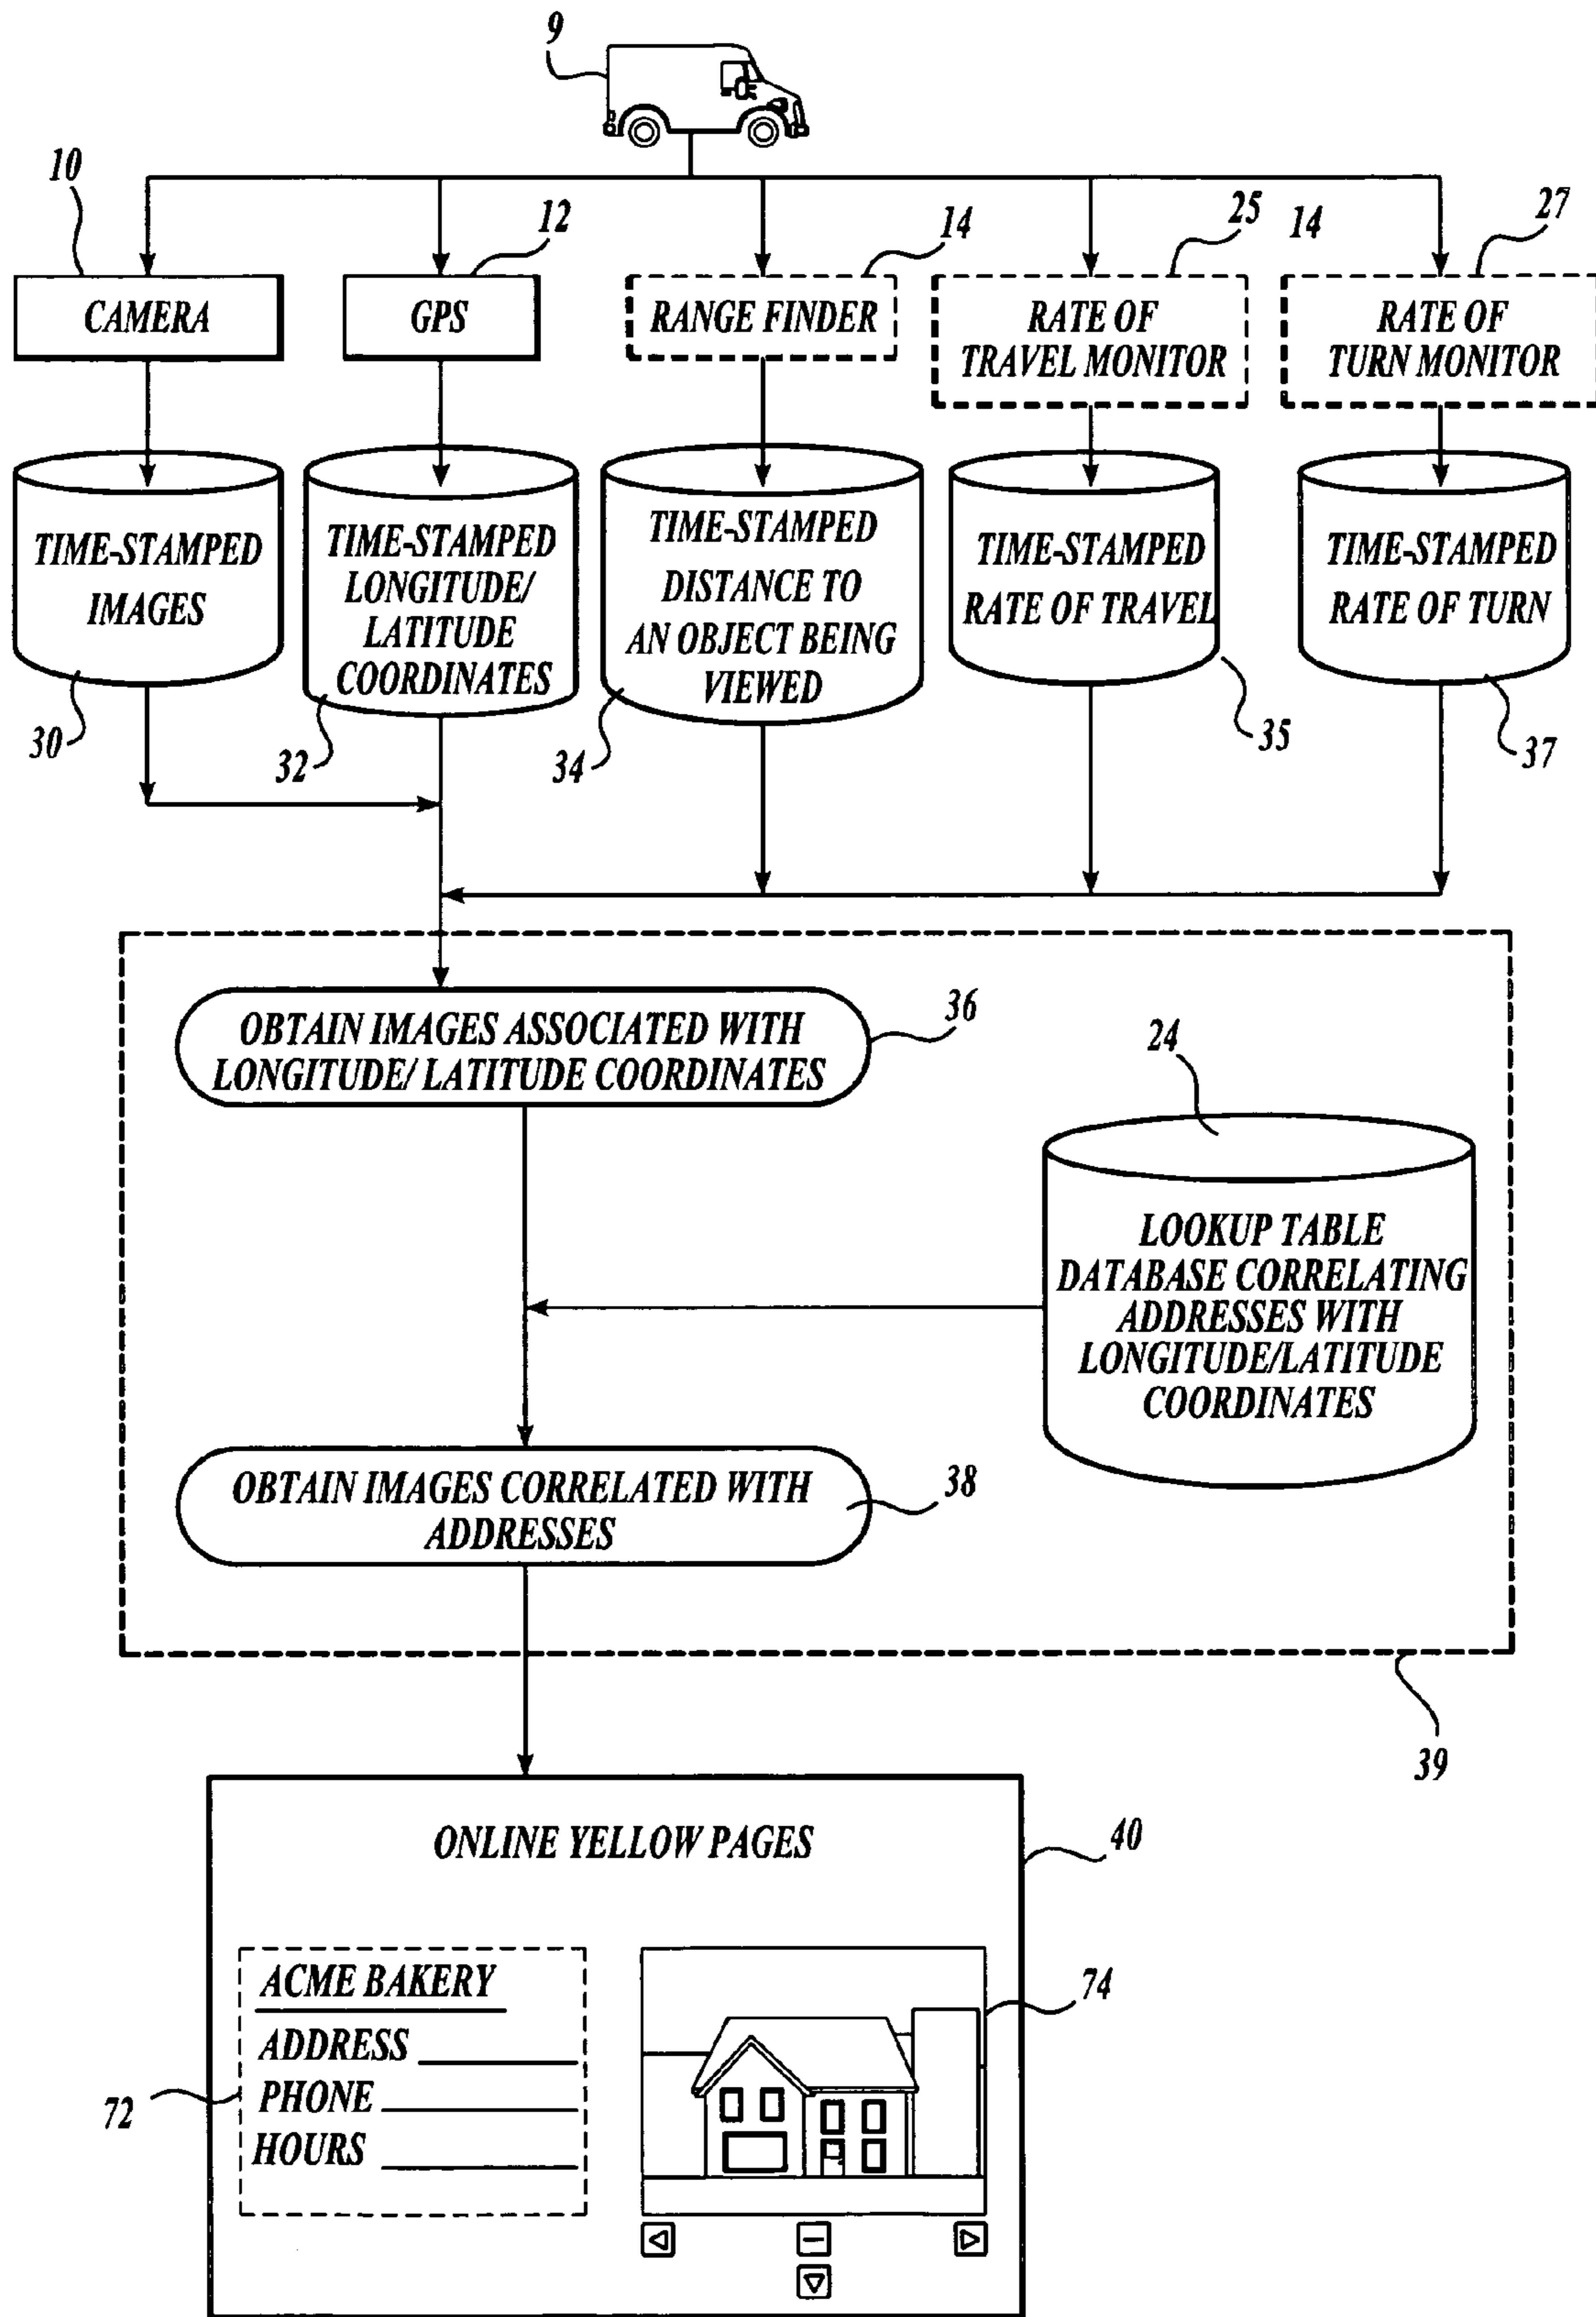 9
10
12
14
25
14
27
CAMERA
GPS
RANGE FINDER
RATE OF
TRAVEL MONITOR
RATE OF
TURN MONITOR
TIME-STAMPED
IMAGES
TIME-STAMPED
LONGITUDE/
LATITUDE
COORDINATES
TIME-STAMPED
DISTANCE TO
AN OBJECT BEING
VIEWED
TIME-STAMPED
RATE OF TRAVEL
TIME-STAMPED
RATE OF TURN
30
32
34
35
37
OBTAIN IMAGES ASSOCIATED WITH
LONGITUDE/ LATITUDE COORDINATES
36
24
LOOKUP TABLE
DATABASE CORRELATING
ADDRESSES WITH
LONGITUDE/LATITUDE
COORDINATES
OBTAIN IMAGES CORRELATED WITH
ADDRESSES
38
39
ONLINE YELLOW PAGES
40
ACME BAKERY
ADDRESS
PHONE
HOURS
72
74